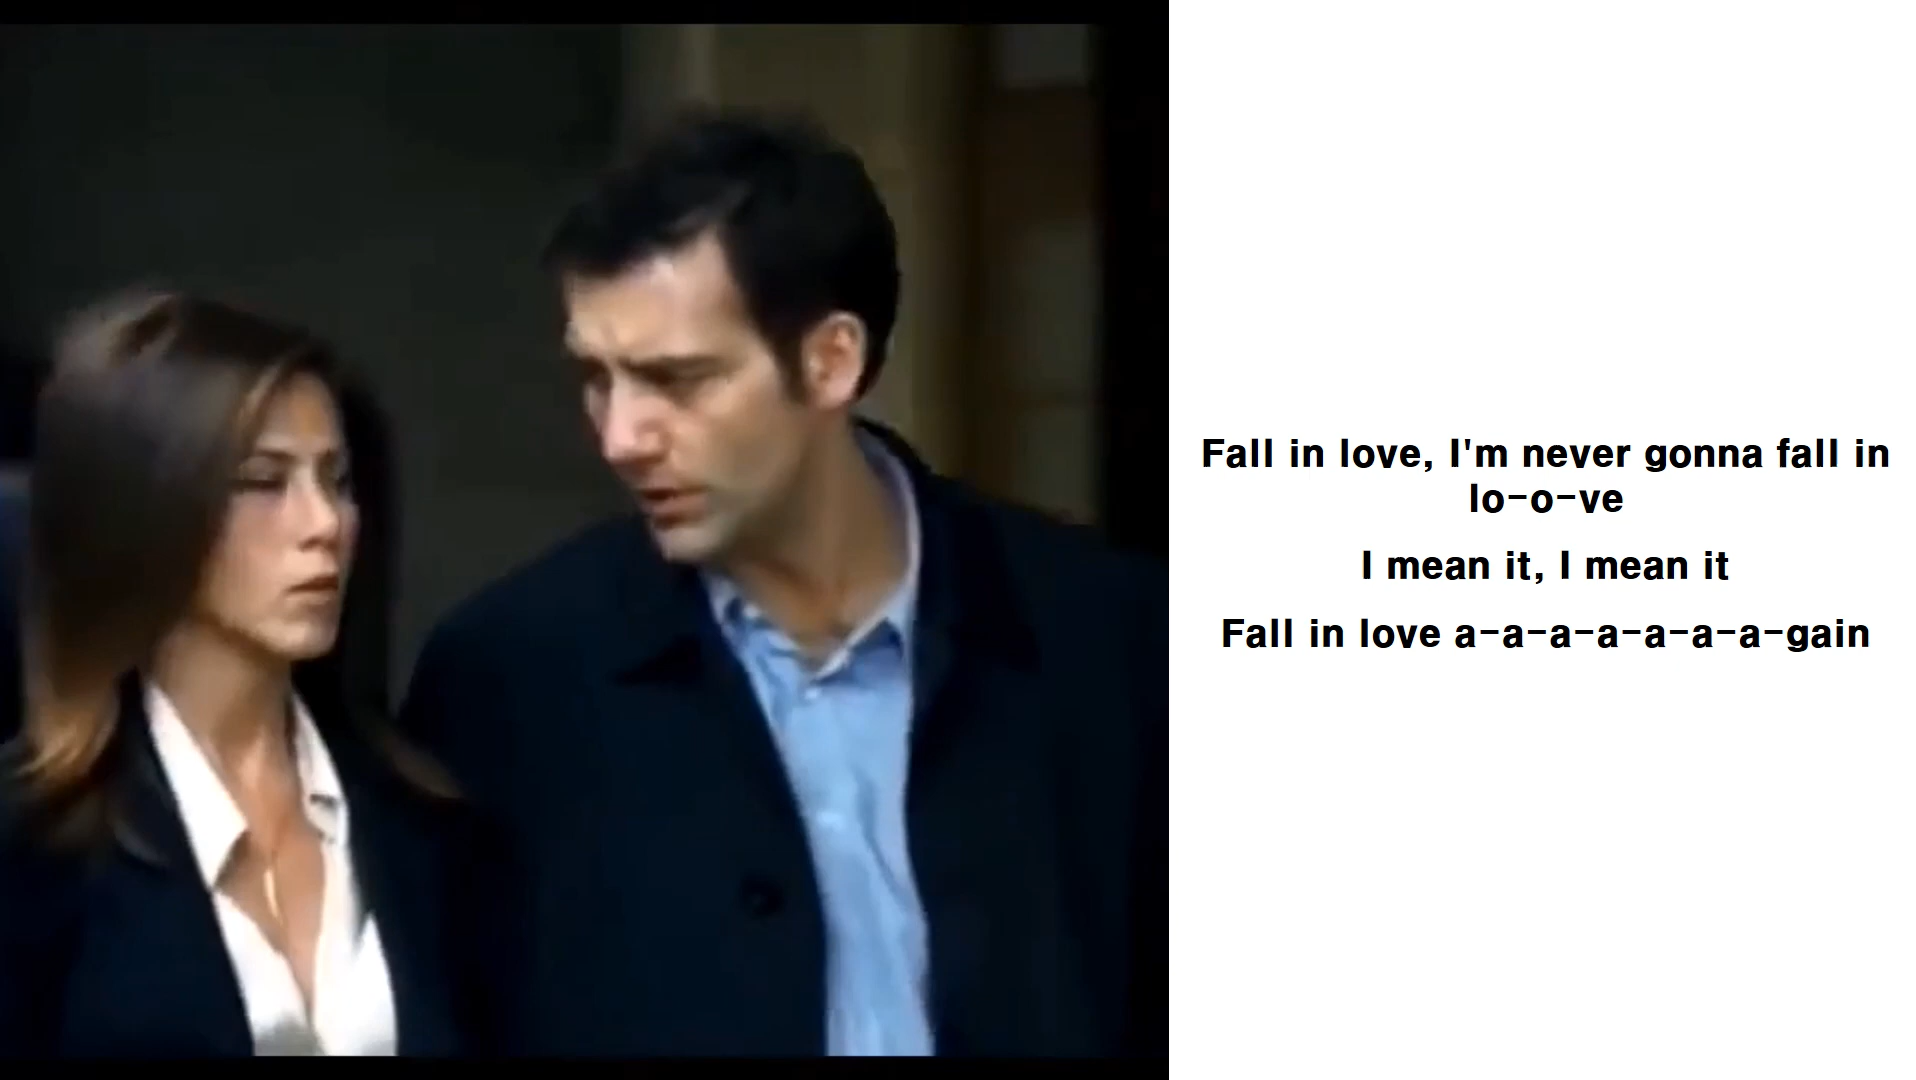 Fall in love, I'm never gonna fall in
lo-o-ve
I mean it, I mean it
Fall in love a-a-a-a-a-a-a-gain